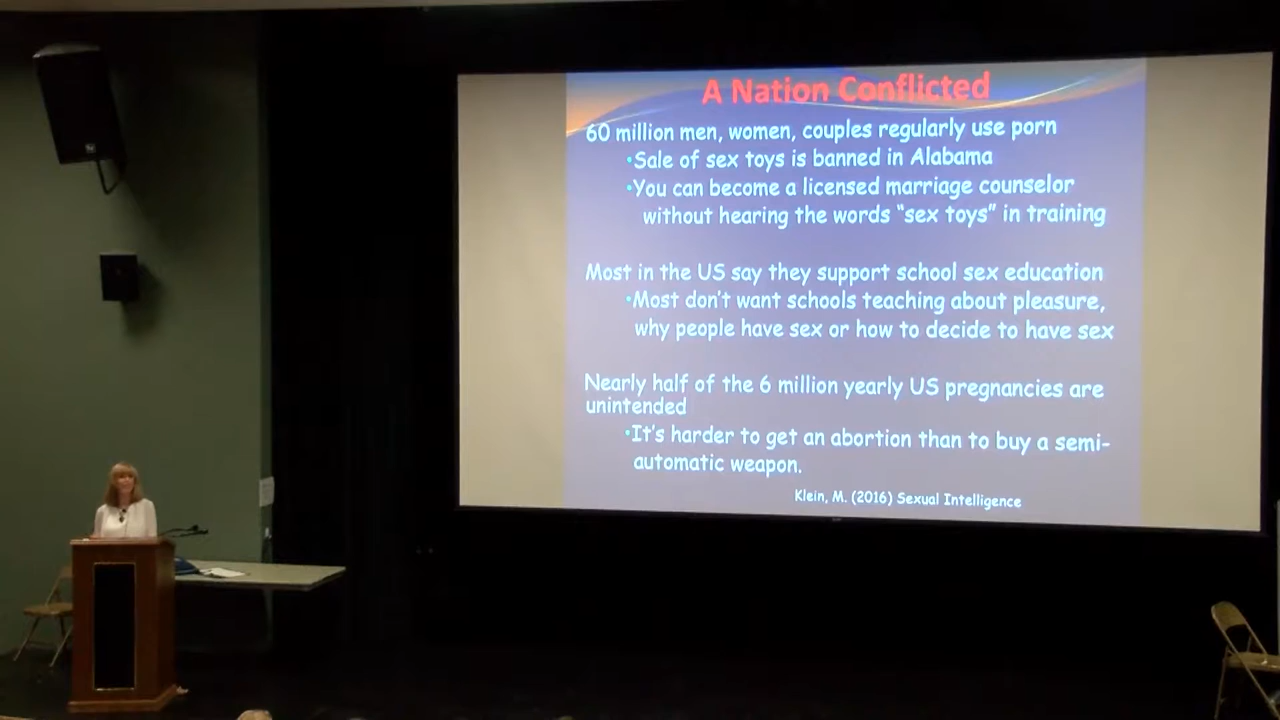 A Nation Conflicted
60 million men, women, couples regularly use porn
•Sale of sex toys is banned in Alabama
•You can become a licensed marriage counselor
without hearing the words “sex toys” in training
Most in the US say they support school sex education
•Most don’t want schools teaching about pleasure,
why people have sex or how to decide to have sex
Nearly half of the 6 million yearly US pregnancies are
unintended
•It’s harder to get an abortion than to buy a semi-
automatic weapon.
Klein, M. (2016) Sexual Intelligence